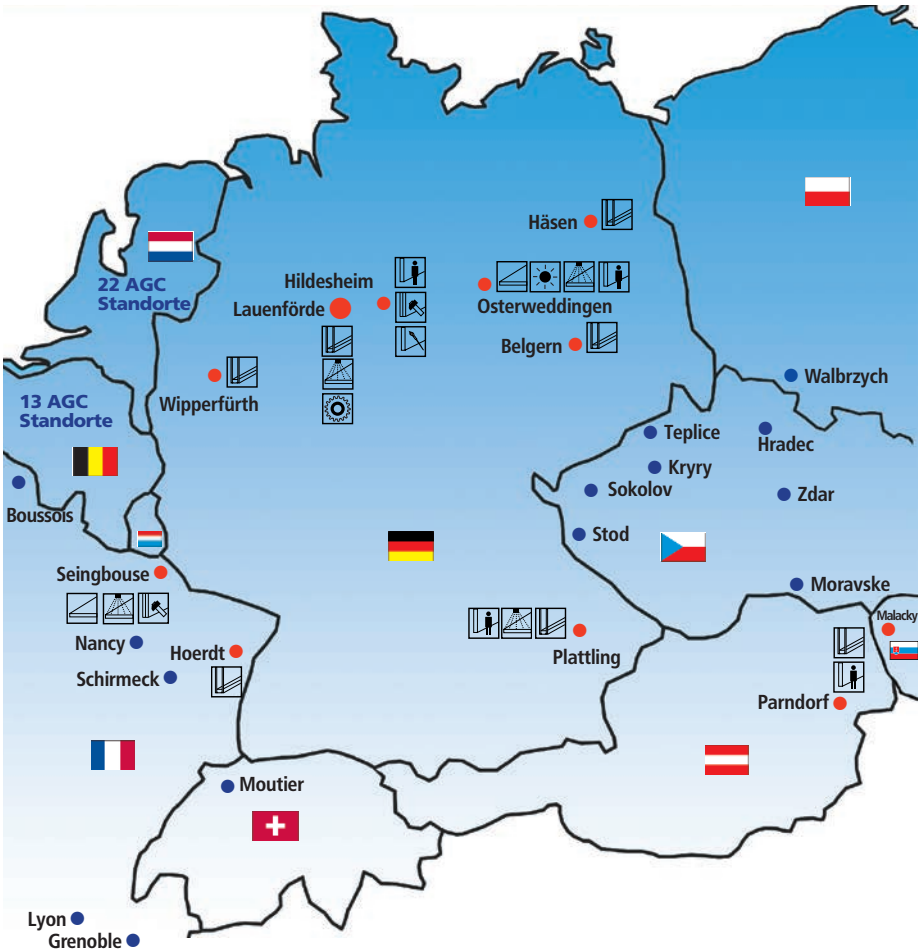 Häsen
22 AGC
Standorte
Hildesheim
Lauenförde
Osterweddingen
Belgern
Walbrzych
Wipperfürth
13 AGC
Standorte
Teplice
Hradec
Kryry
Sokolov
Zdar
Boussois
Stod
Seingbouse
Moravske
Malacky
Nancy
Hoerdt
Plattling
Schirmeck
Parndorf
Moutier
Lyon
Grenoble